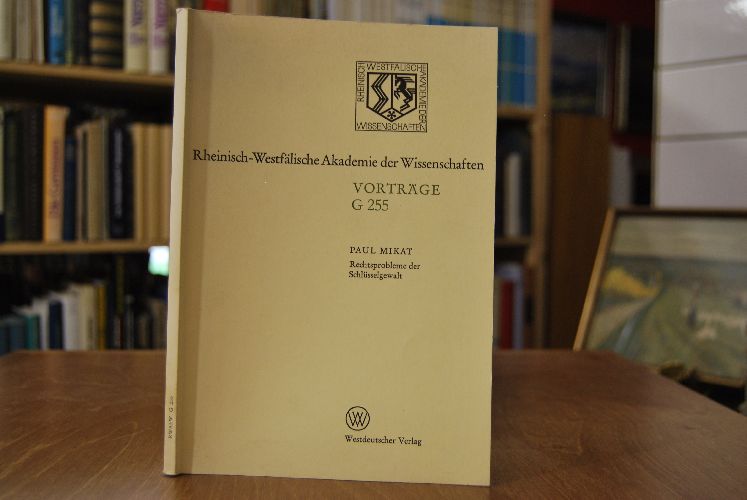 RHEINISCH-
WESTFÄLISCHE
AKADEMIE DER
WISSENSCHAFTEN
Rheinisch-Westfälische Akademie der Wissenschaften
VORTRÄGE
G 255
PAUL MIKAT
Rechtsprobleme der
Schlüsselgewalt
W
Westdeutscher Verlag